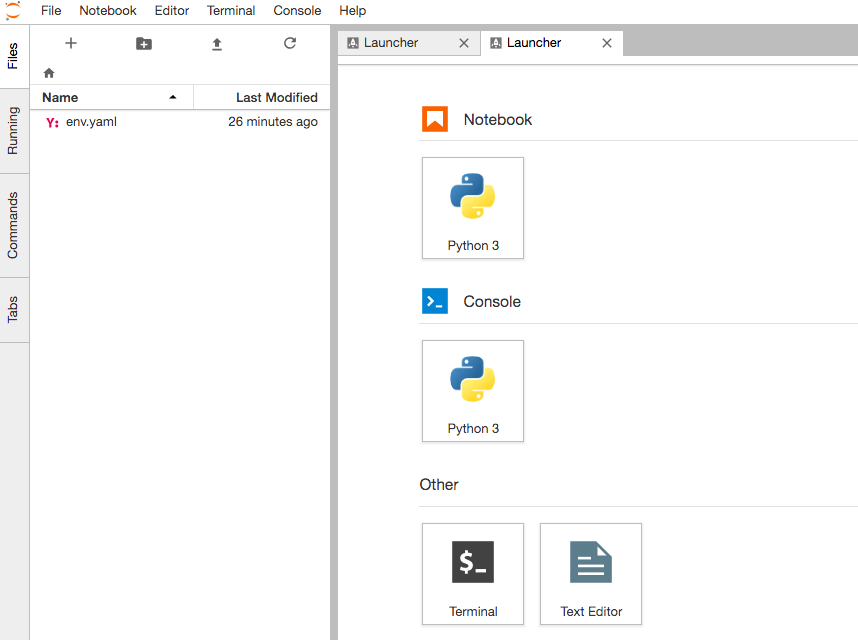 File Notebook Editor Terminal Console Help
Files
Running
Commands
Tabs
Name Last Modified
Y: env.yaml 26 minutes ago
Launcher Launcher
Notebook
Python 3
Console
Python 3
Other
$_
Terminal Text Editor